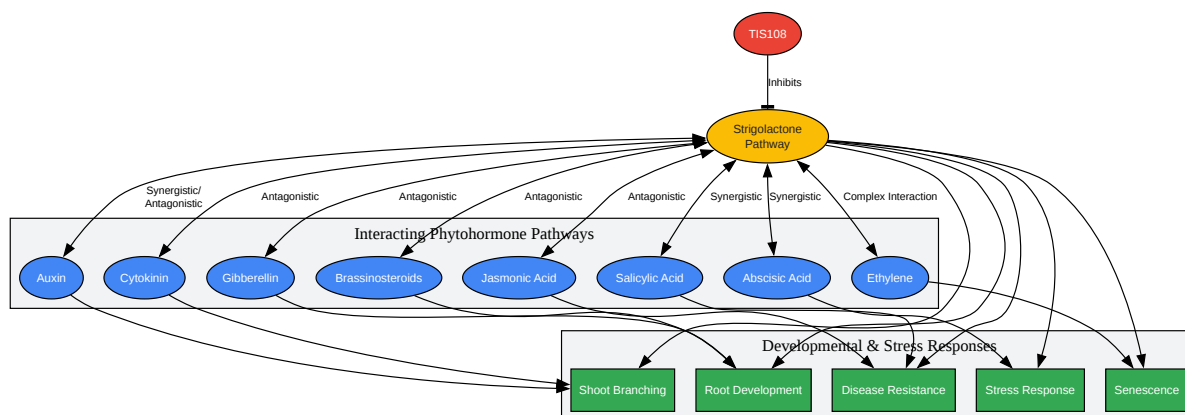 TIS108
Inhibits
Strigolactone
Pathway
Synergistic/
Antagonistic
Antagonistic
Antagonistic
Antagonistic
Antagonistic
Synergistic
Synergistic
Complex Interaction
Interacting Phytohormone Pathways
Auxin
Cytokinin
Gibberellin
Brassinosteroids
Jasmonic Acid
Salicylic Acid
Abscisic Acid
Ethylene
Developmental & Stress Responses
Shoot Branching
Root Development
Disease Resistance
Stress Response
Senescence